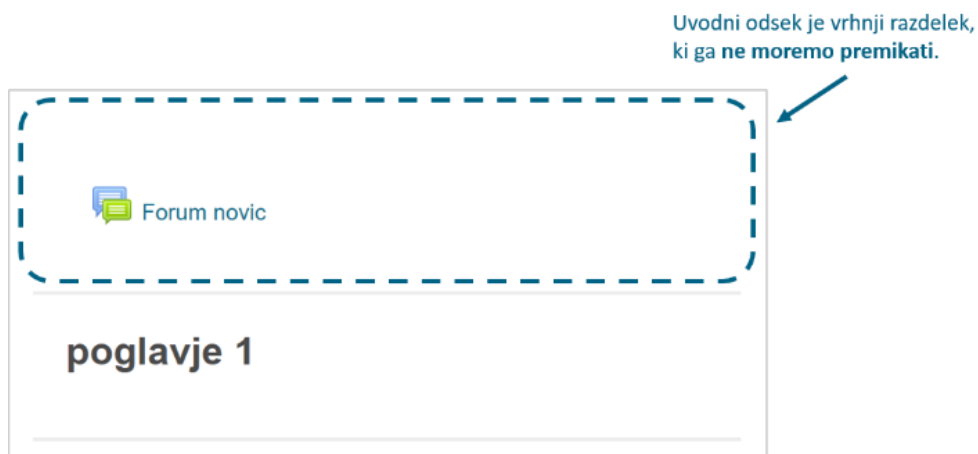 Uvodni odsek je vrhnji razdelek,
ki ga ne moremo premikati.
Forum novic
poglavje 1